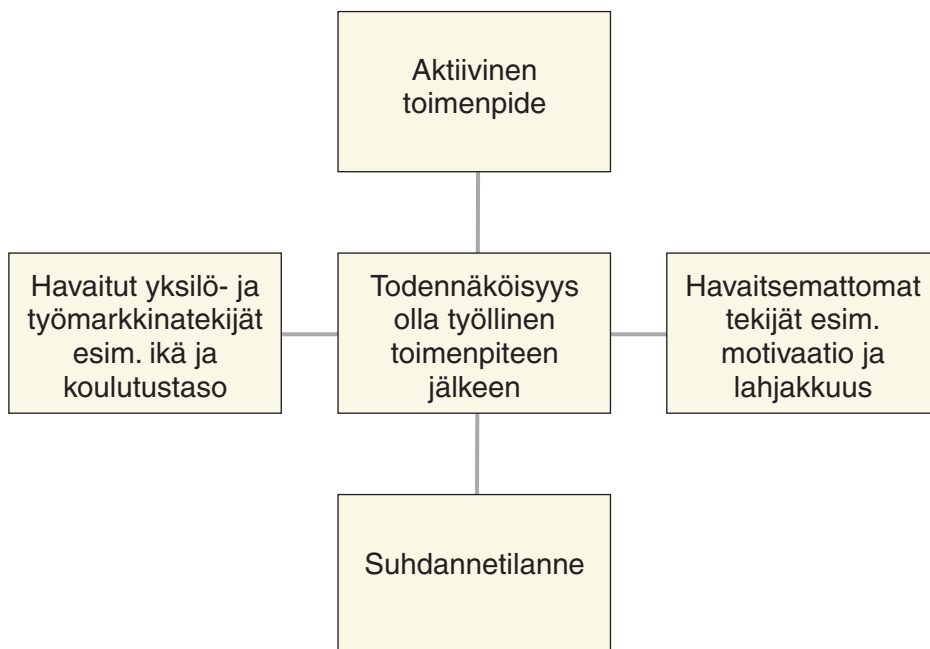 Aktiivinen
toimenpide
Havaitut yksilö- ja
työmarkkinatekijät
esim. ikä ja
koulutustaso
Todennäköisyys
olla työllinen
toimenpiteen
jälkeen
Havaitsemattomat
tekijät esim.
motivaatio ja
lahjakkuus
Suhdannetilanne